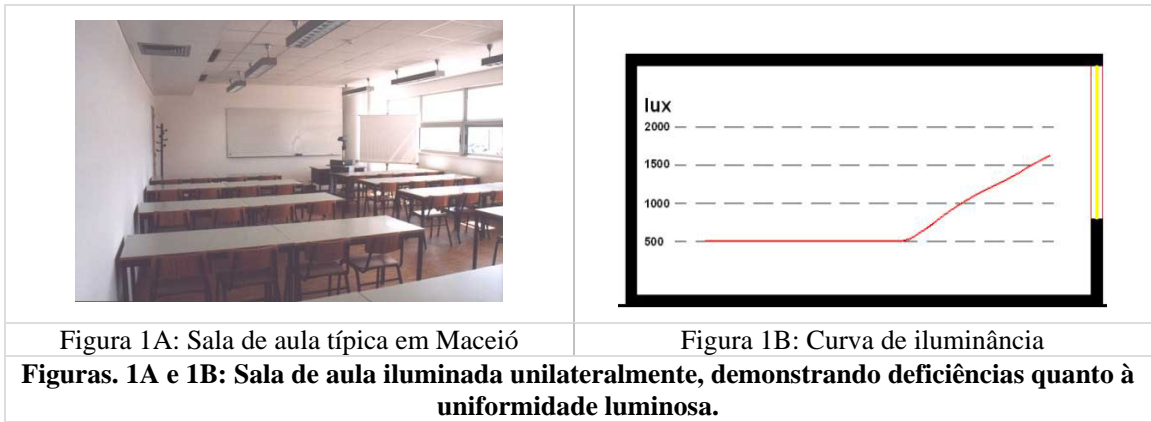 lux
2000
1500
1000
500
Figura 1A: Sala de aula típica em Maceió
Figura 1B: Curva de iluminância
Figuras. 1A e 1B: Sala de aula iluminada unilateralmente, demonstrando deficiências quanto à
uniformidade luminosa.